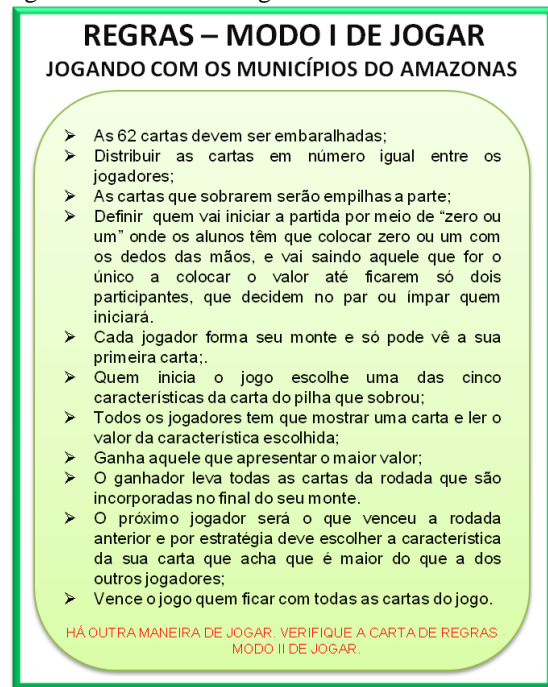 REGRAS – MODO I DE JOGAR
JOGANDO COM OS MUNICÍPIOS DO AMAZONAS
➢ As 62 cartas devem ser embaralhadas;
➢ Distribuir as cartas em número igual entre os
jogadores;
➢ As cartas que sobrarem serão empilhas a parte;
➢ Definir quem vai iniciar a partida por meio de “zero ou
um” onde os alunos têm que colocar zero ou um com
os dedos das mãos, e vai saindo aquele que for o
único a colocar o valor até ficarem só dois
participantes, que decidem no par ou ímpar quem
iniciará.
➢ Cada jogador forma seu monte e só pode vê a sua
primeira carta;.
➢ Quem inicia o jogo escolhe uma das cinco
características da carta do pilha que sobrou;
➢ Todos os jogadores tem que mostrar uma carta e ler o
valor da característica escolhida;
➢ Ganha aquele que apresentar o maior valor;
➢ O ganhador leva todas as cartas da rodada que são
incorporadas no final do seu monte.
➢ O próximo jogador será o que venceu a rodada
anterior e por estratégia deve escolher a característica
da sua carta que acha que é maior do que a dos
outros jogadores;
➢ Vence o jogo quem ficar com todas as cartas do jogo.
HÁ OUTRA MANEIRA DE JOGAR. VERIFIQUE A CARTA DE REGRAS
MODO II DE JOGAR.